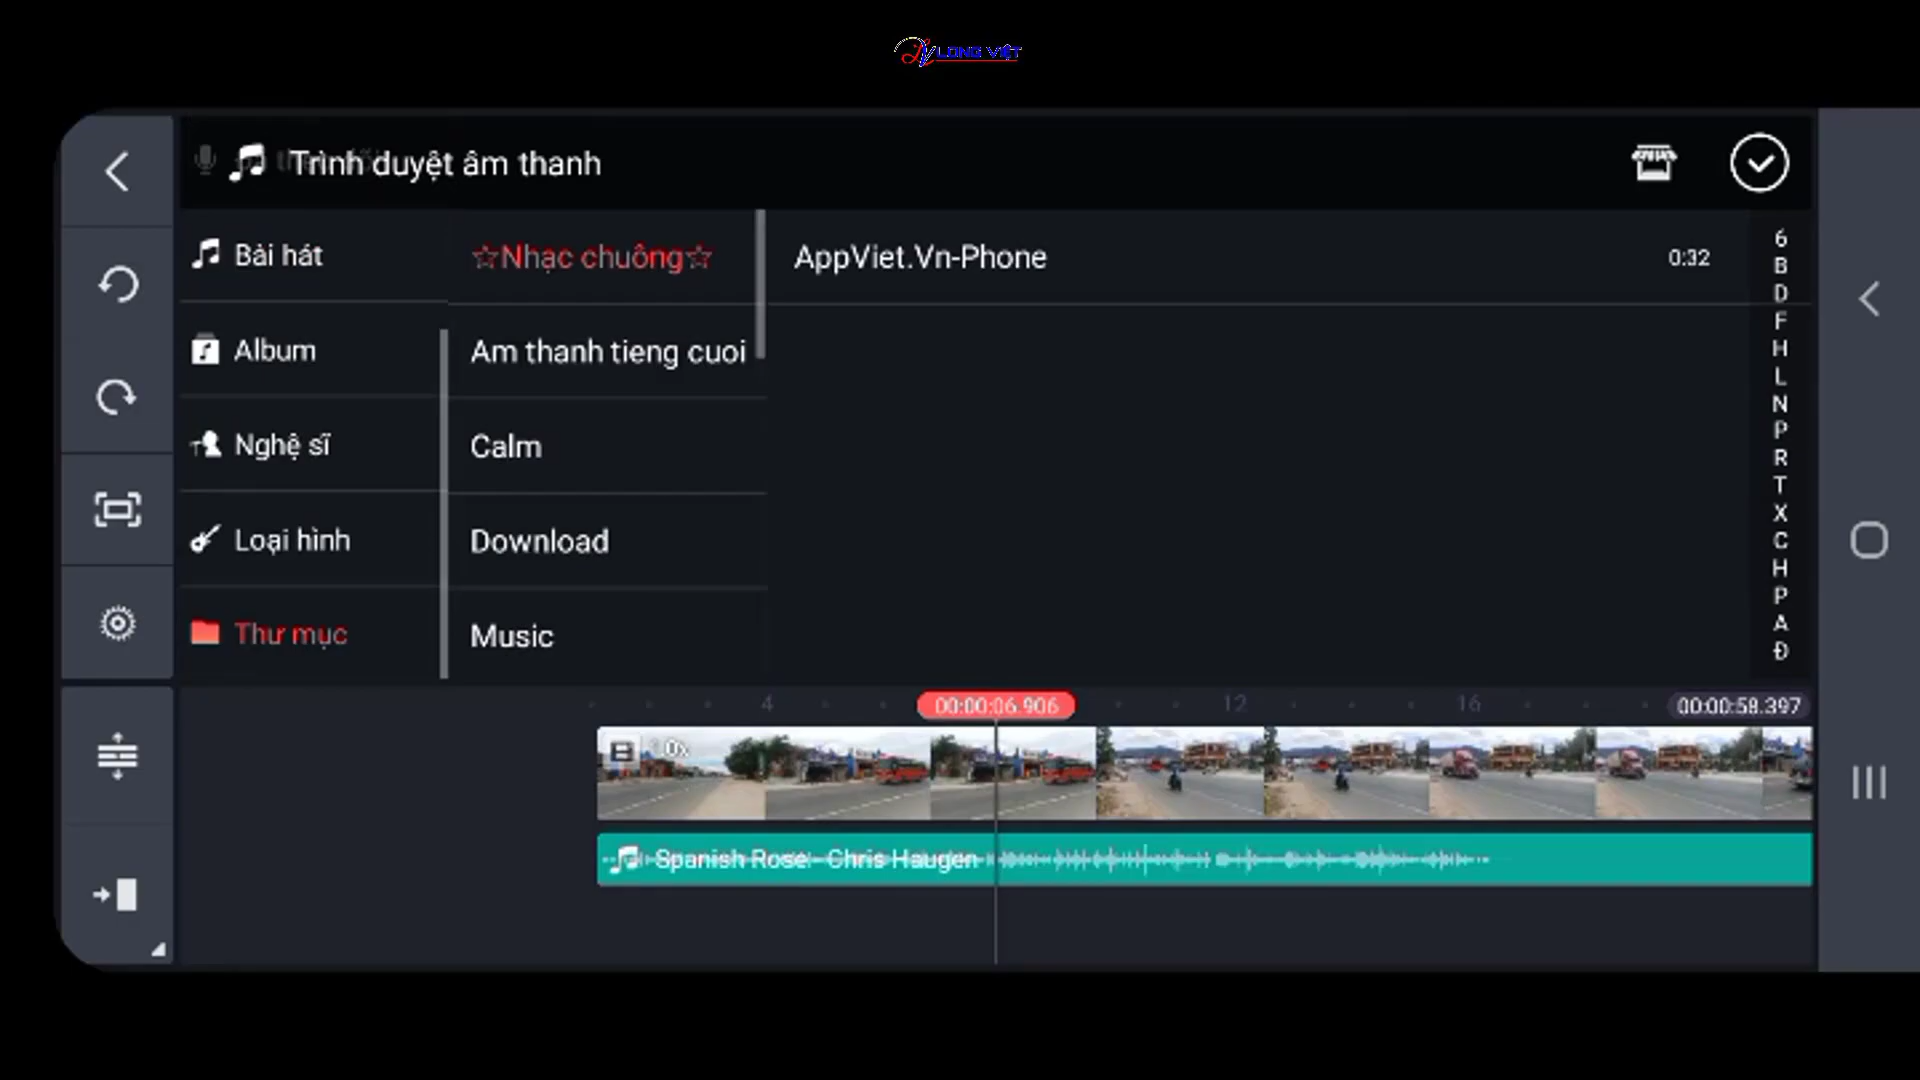 LONG VIỆT
Trình duyệt âm thanh
Bài hát
☆Nhạc chuông☆
AppViet.Vn-Phone
0:32
Album
Am thanh tieng cuoi
Nghệ sĩ
Calm
Loại hình
Download
Thư mục
Music
6
B
D
F
H
L
N
P
R
T
X
C
H
P
A
Đ
4
00:00:06.906
12
16
00:00:58.397
1.0x
Spanish Rose - Chris Haugen